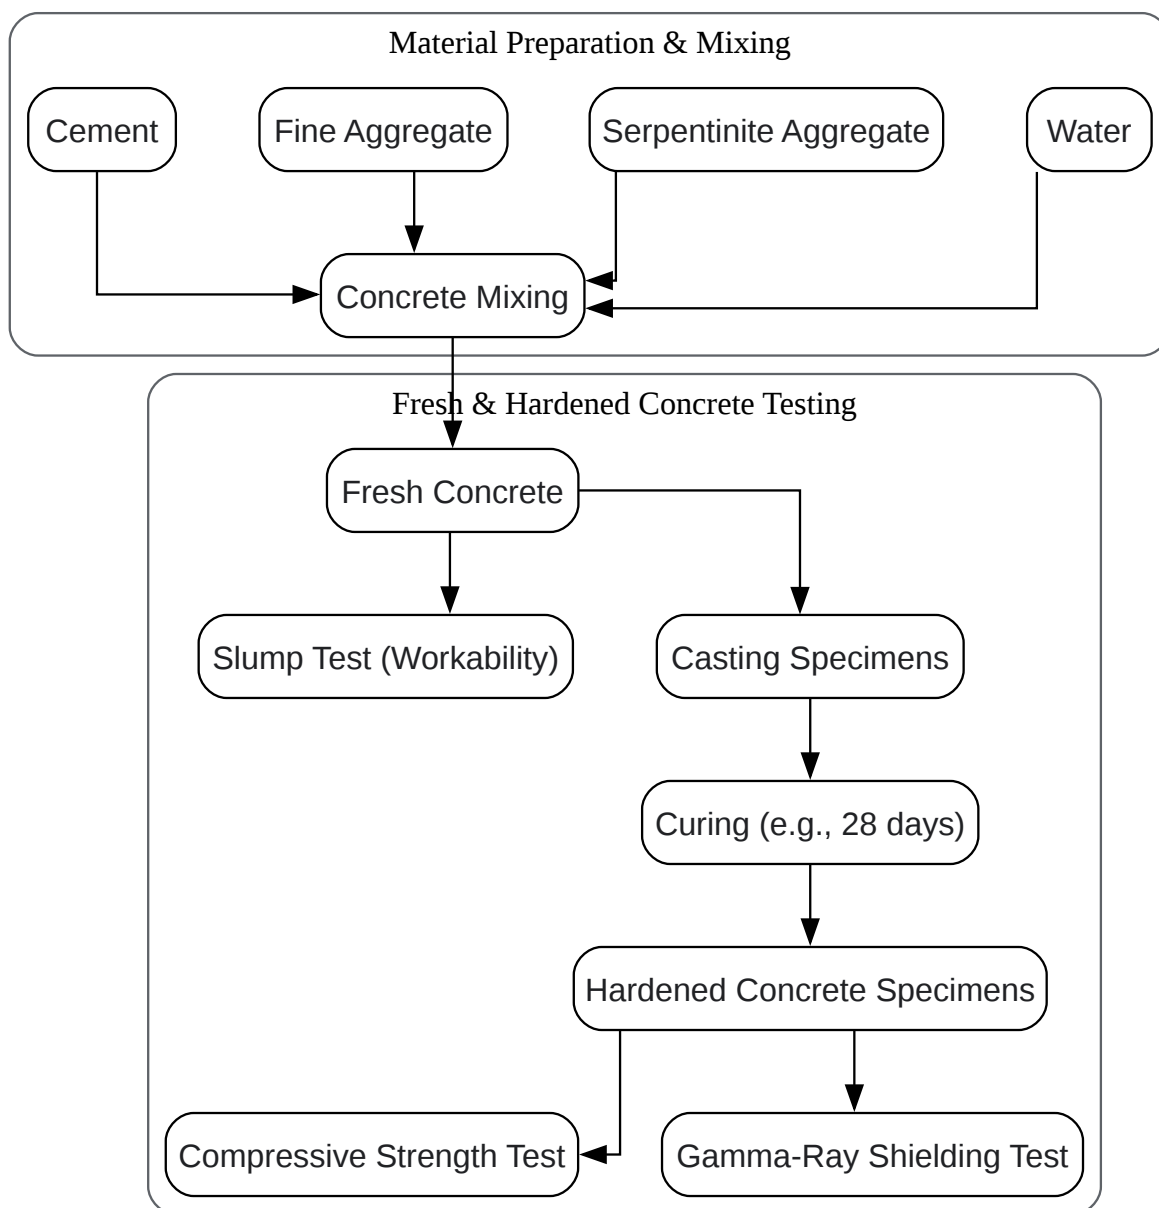 Material Preparation & Mixing
Cement
Fine Aggregate
Serpentinite Aggregate
Water
Concrete Mixing
Fresh & Hardened Concrete Testing
Fresh Concrete
Slump Test (Workability)
Casting Specimens
Curing (e.g., 28 days)
Hardened Concrete Specimens
Compressive Strength Test
Gamma-Ray Shielding Test